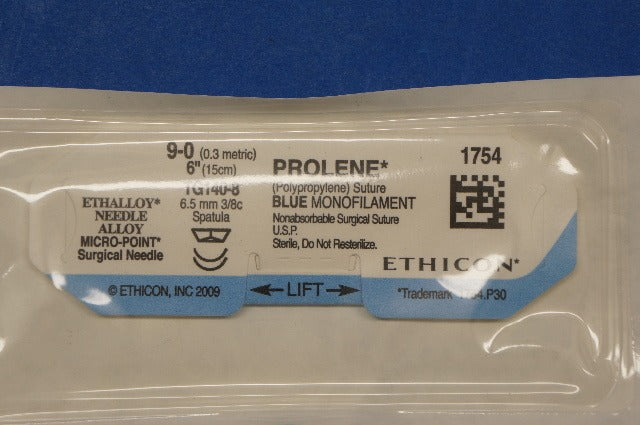 9-0 (0.3 metric)
6" (15cm)
TG140-8
6.5 mm 3/8c
Spatula
ETHALLOY*
NEEDLE
ALLOY
MICRO-POINT*
Surgical Needle
PROLENE*
(Polypropylene) Suture
BLUE MONOFILAMENT
Nonabsorbable Surgical Suture
U.S.P.
Sterile, Do Not Resterilize.
1754
ETHICON*
© ETHICON, INC 2009
LIFT
*Trademark 1754.P30